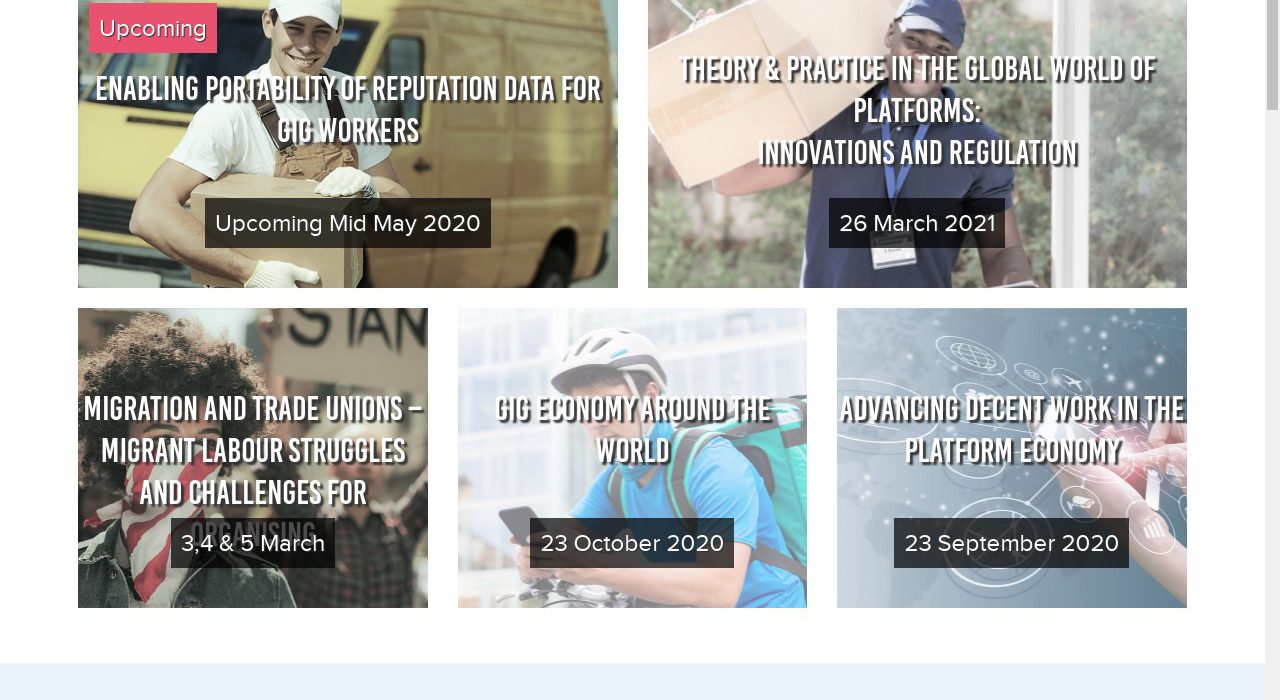 Upcoming
ENABLING PORTABILITY OF REPUTATION DATA FOR
GIG WORKERS
Upcoming Mid May 2020
THEORY & PRACTICE IN THE GLOBAL WORLD OF
PLATFORMS:
INNOVATIONS AND REGULATION
26 March 2021
MIGRATION AND TRADE UNIONS –
MIGRANT LABOUR STRUGGLES
AND CHALLENGES FOR
ORGANISING
3,4 & 5 March
GIG ECONOMY AROUND THE
WORLD
23 October 2020
ADVANCING DECENT WORK IN THE
PLATFORM ECONOMY
23 September 2020